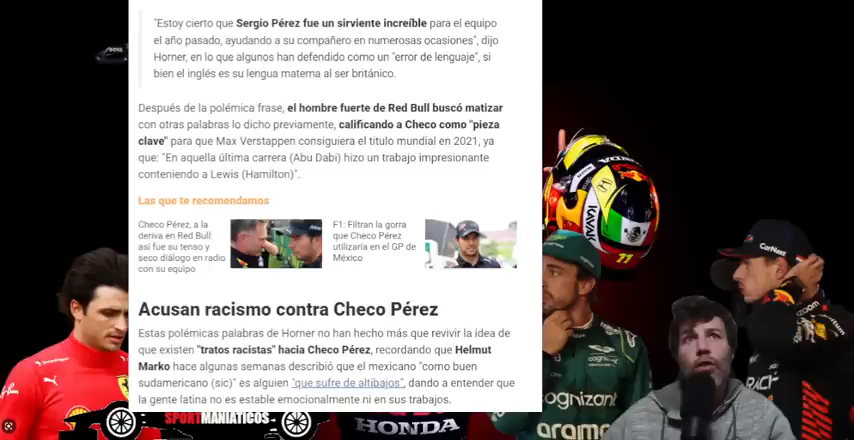 "Estoy cierto que Sergio Pérez fue un sirviente increíble para el equipo
el año pasado, ayudando a su compañero en numerosas ocasiones", dijo
Horner, en lo que algunos han defendido como un "error de lenguaje", si
bien el inglés es su lengua materna al ser británico.
Después de la polémica frase, el hombre fuerte de Red Bull buscó matizar
con otras palabras lo dicho previamente, calificando a Checo como "pieza
clave" para que Max Verstappen consiguiera el titulo mundial en 2021, ya
que: "En aquella última carrera (Abu Dabi) hizo un trabajo impresionante
conteniendo a Lewis (Hamilton)".
Las que te recomendamos
Checo Pérez, a la
deriva en Red Bull:
así fue su tenso y
seco diálogo en radio
con su equipo
F1: Filtran la gorra
que Checo Pérez
utilizaría en el GP de
México
Acusan racismo contra Checo Pérez
Estas polémicas palabras de Horner no han hecho más que revivir la idea de
que existen "tratos racistas" hacia Checo Pérez, recordando que Helmut
Marko hace algunas semanas describió que el mexicano "como buen
sudamericano (sic)" es alguien "que sufre de altibajos", dando a entender que
la gente latina no es estable emocionalmente ni en sus trabajos.
SPORTMANIATICOS
HONDA
BOSS
HONDA
KAVAK
11
CarNext
COGNIZANT
cognizant
aramco